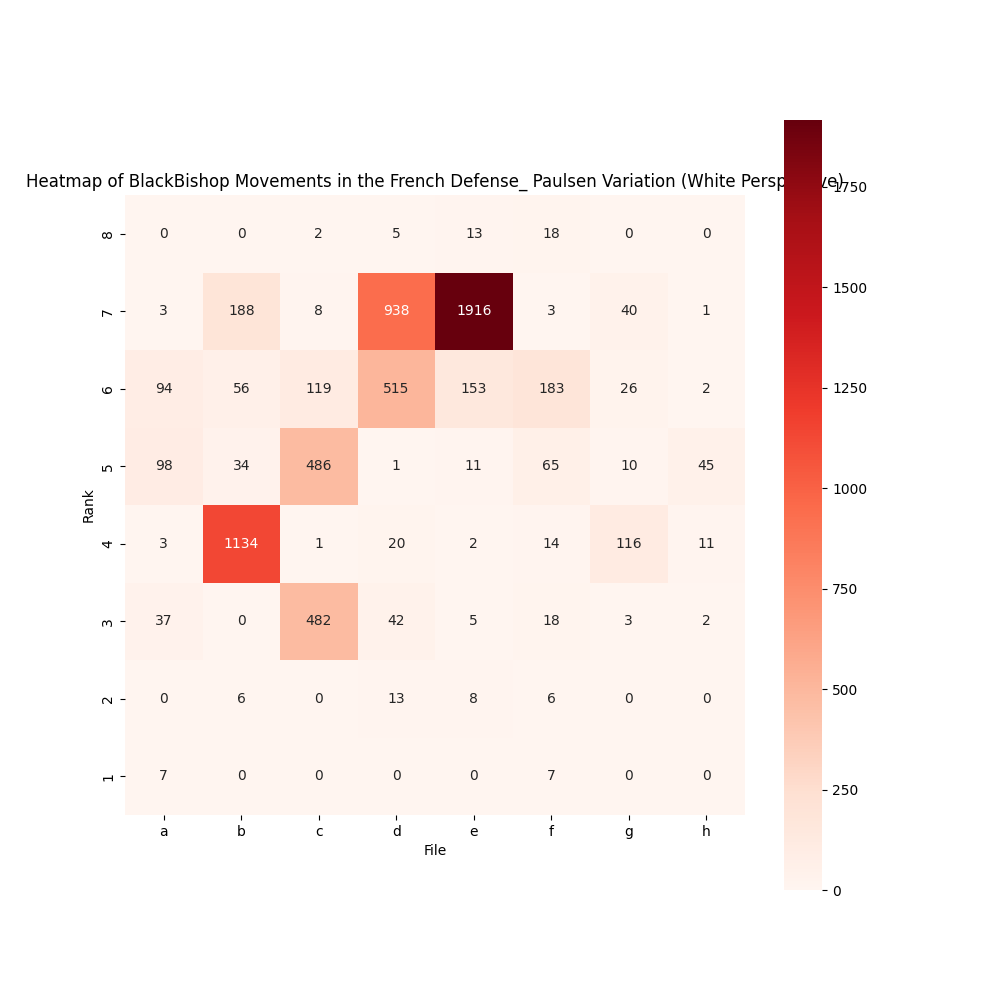 Heatmap of BlackBishop Movements in the French Defense_ Paulsen Variation (White Perspective)
1750
8 0 0 2 5 13 18 0 0
7 3 188 8 938 1916 3 40 1
1500
6 94 56 119 515 153 183 26 2
1250
5 98 34 486 1 11 65 10 45
1000
Rank
4 3 1134 1 20 2 14 116 11
750
3 37 0 482 42 5 18 3 2
500
2 0 6 0 13 8 6 0 0
1 7 0 0 0 0 7 0 0
250
a b c d e f g h
File
0